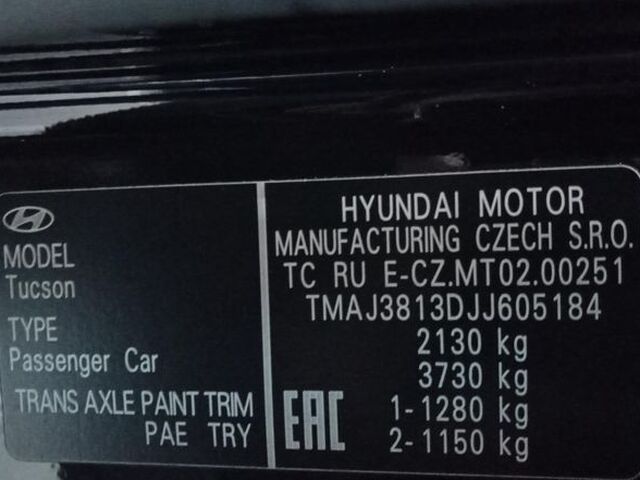 MODEL
Tucson
TYPE
Passenger Car
TRANS AXLE PAINT TRIM
PAE TRY
HYUNDAI MOTOR
MANUFACTURING CZECH S.R.O.
TC RU E-CZ.MT02.00251
TMAJ3813DJJ605184
2130 kg
3730 kg
1-1280 kg
2-1150 kg
EAC